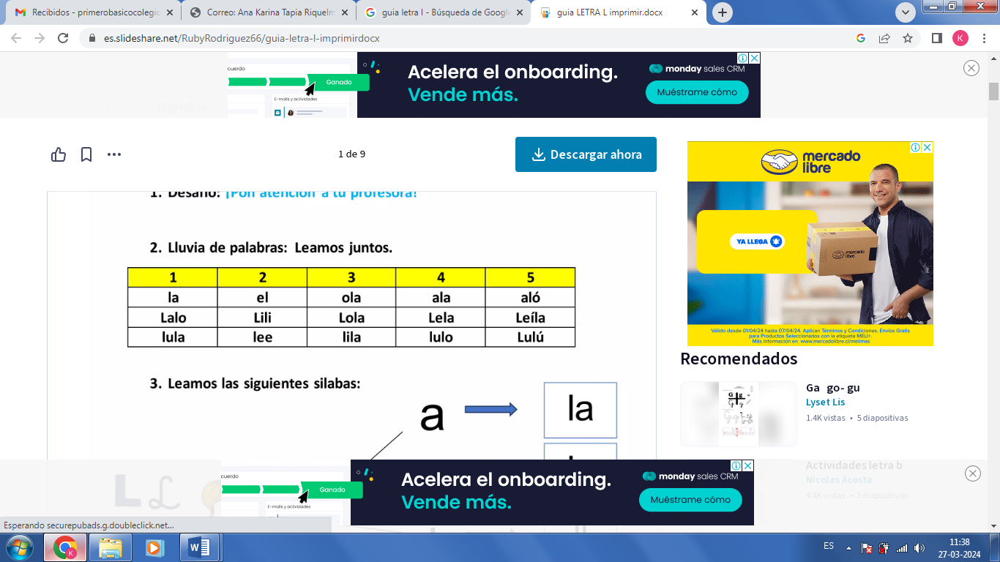 Recibidos - primerobasicocolegic
Correo: Ana Karina Tapia Riquelm
guia letra l - Búsqueda de Google
guia LETRA L imprimir.docx
es.slideshare.net/RubyRodriguez66/guia-letra-l-imprimirdocx
K
cuerdo
Ganado
E-mails y actividades
Acelera el onboarding.
Vende más.
monday sales CRM
Muéstrame cómo
1 de 9
Descargar ahora
mercado
libre
YA LLEGA
mercado
libre
Válido desde 01/04/24 hasta 07/04/24. Aplican Términos y Condiciones. Envíos Gratis
para Productos Seleccionados con la etiqueta MELI+.
Más información en www.mercadolibre.cl/melimas
1. Desafío: ¡Pon atención a tu profesora!
2. Lluvia de palabras: Leamos juntos.
1 2 3 4 5
la el ola ala aló
Lalo Lili Lola Lela Leíla
lula lee lila lulo Lulú
3. Leamos las siguientes silabas:
a la
Recomendados
Ga go- gu
Lyset Lis
1.4K vistas • 5 diapositivas
Actividades letra b
Nicolas Acosta
4.4K vistas • 3 diapositivas
L L
cuerdo
Ganado
E-mails y actividades
Acelera el onboarding.
Vende más.
monday sales CRM
Muéstrame cómo
Esperando securepubads.g.doubleclick.net...
K
W
ES
11:38
27-03-2024